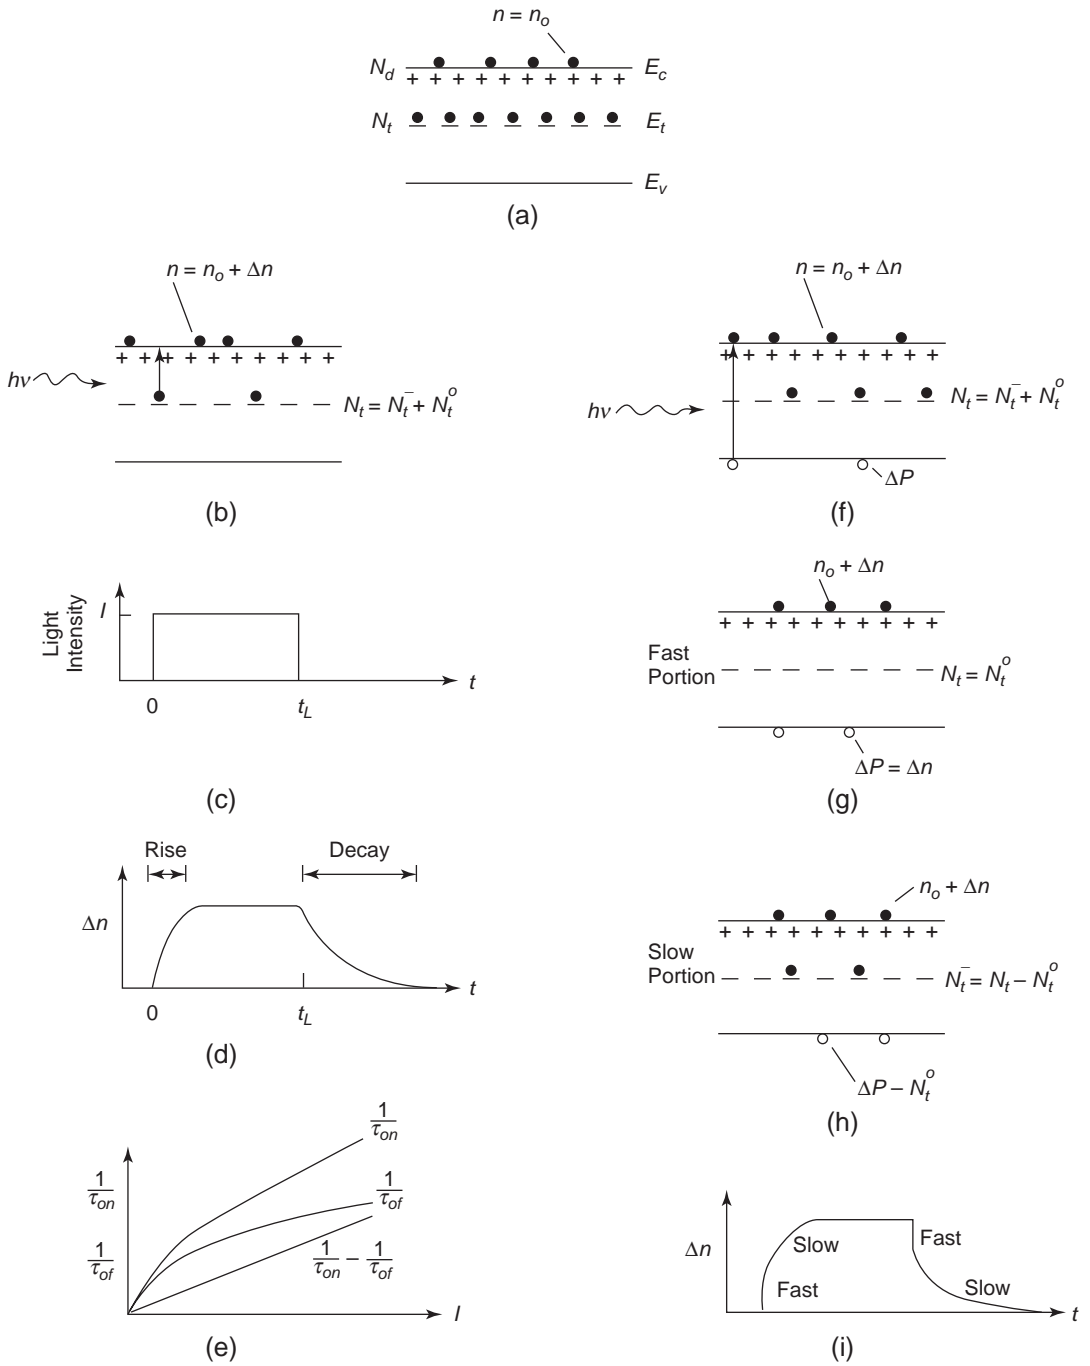 n = n_o
N_d E_c
+ + + + + + + + + +
N_t E_t
E_v
(a)
n = n_o + Δn
+ + + + + + + + + +
hν
N_t = N_t^- + N_t^o
(b)
Light Intensity
I
0 t_L t
(c)
Rise Decay
Δn
0 t_L t
(d)
1/τ_on
1/τ_on
1/τ_of
1/τ_of
1/τ_on − 1/τ_of
I
(e)
n = n_o + Δn
+ + + + + + + + + +
hν
N_t = N_t^- + N_t^o
ΔP
(f)
n_o + Δn
+ + + + + + + + + +
Fast
Portion
N_t = N_t^o
ΔP = Δn
(g)
n_o + Δn
+ + + + + + + + + +
Slow
Portion
N_t^- = N_t − N_t^o
ΔP − N_t^o
(h)
Δn
Slow Fast
Fast Slow
t
(i)